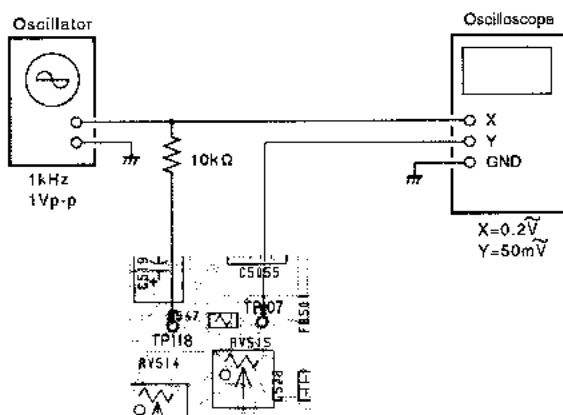 Oscillator
Oscilloscope
X
Y
GND
10kΩ
1kHz
1Vp-p
X=0.2V
Y=50mV
C5055
TP107
TP118
RV515
RV514